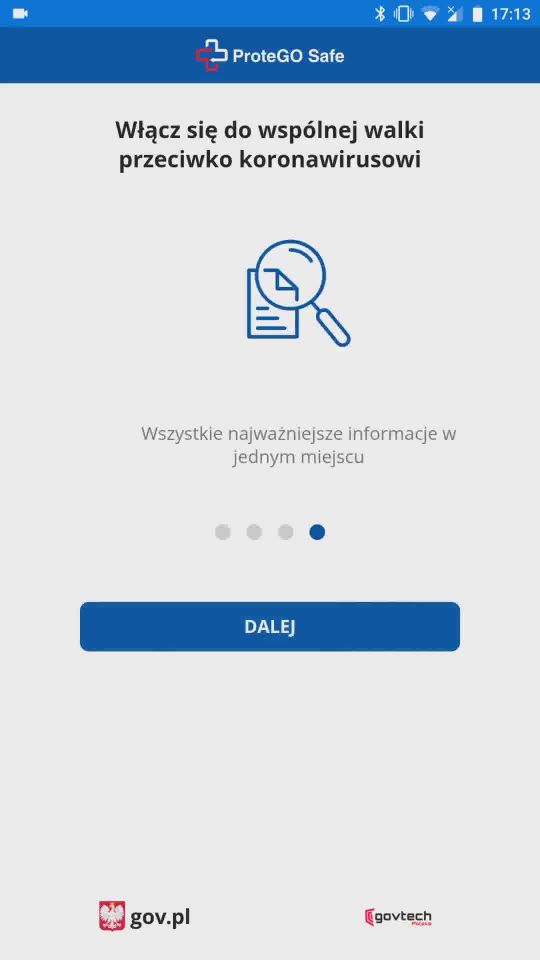 17:13
ProteGO Safe
Włącz się do wspólnej walki
przeciwko koronawirusowi
Wszystkie najważniejsze informacje w
jednym miejscu
DALEJ
gov.pl
govtech
Polska